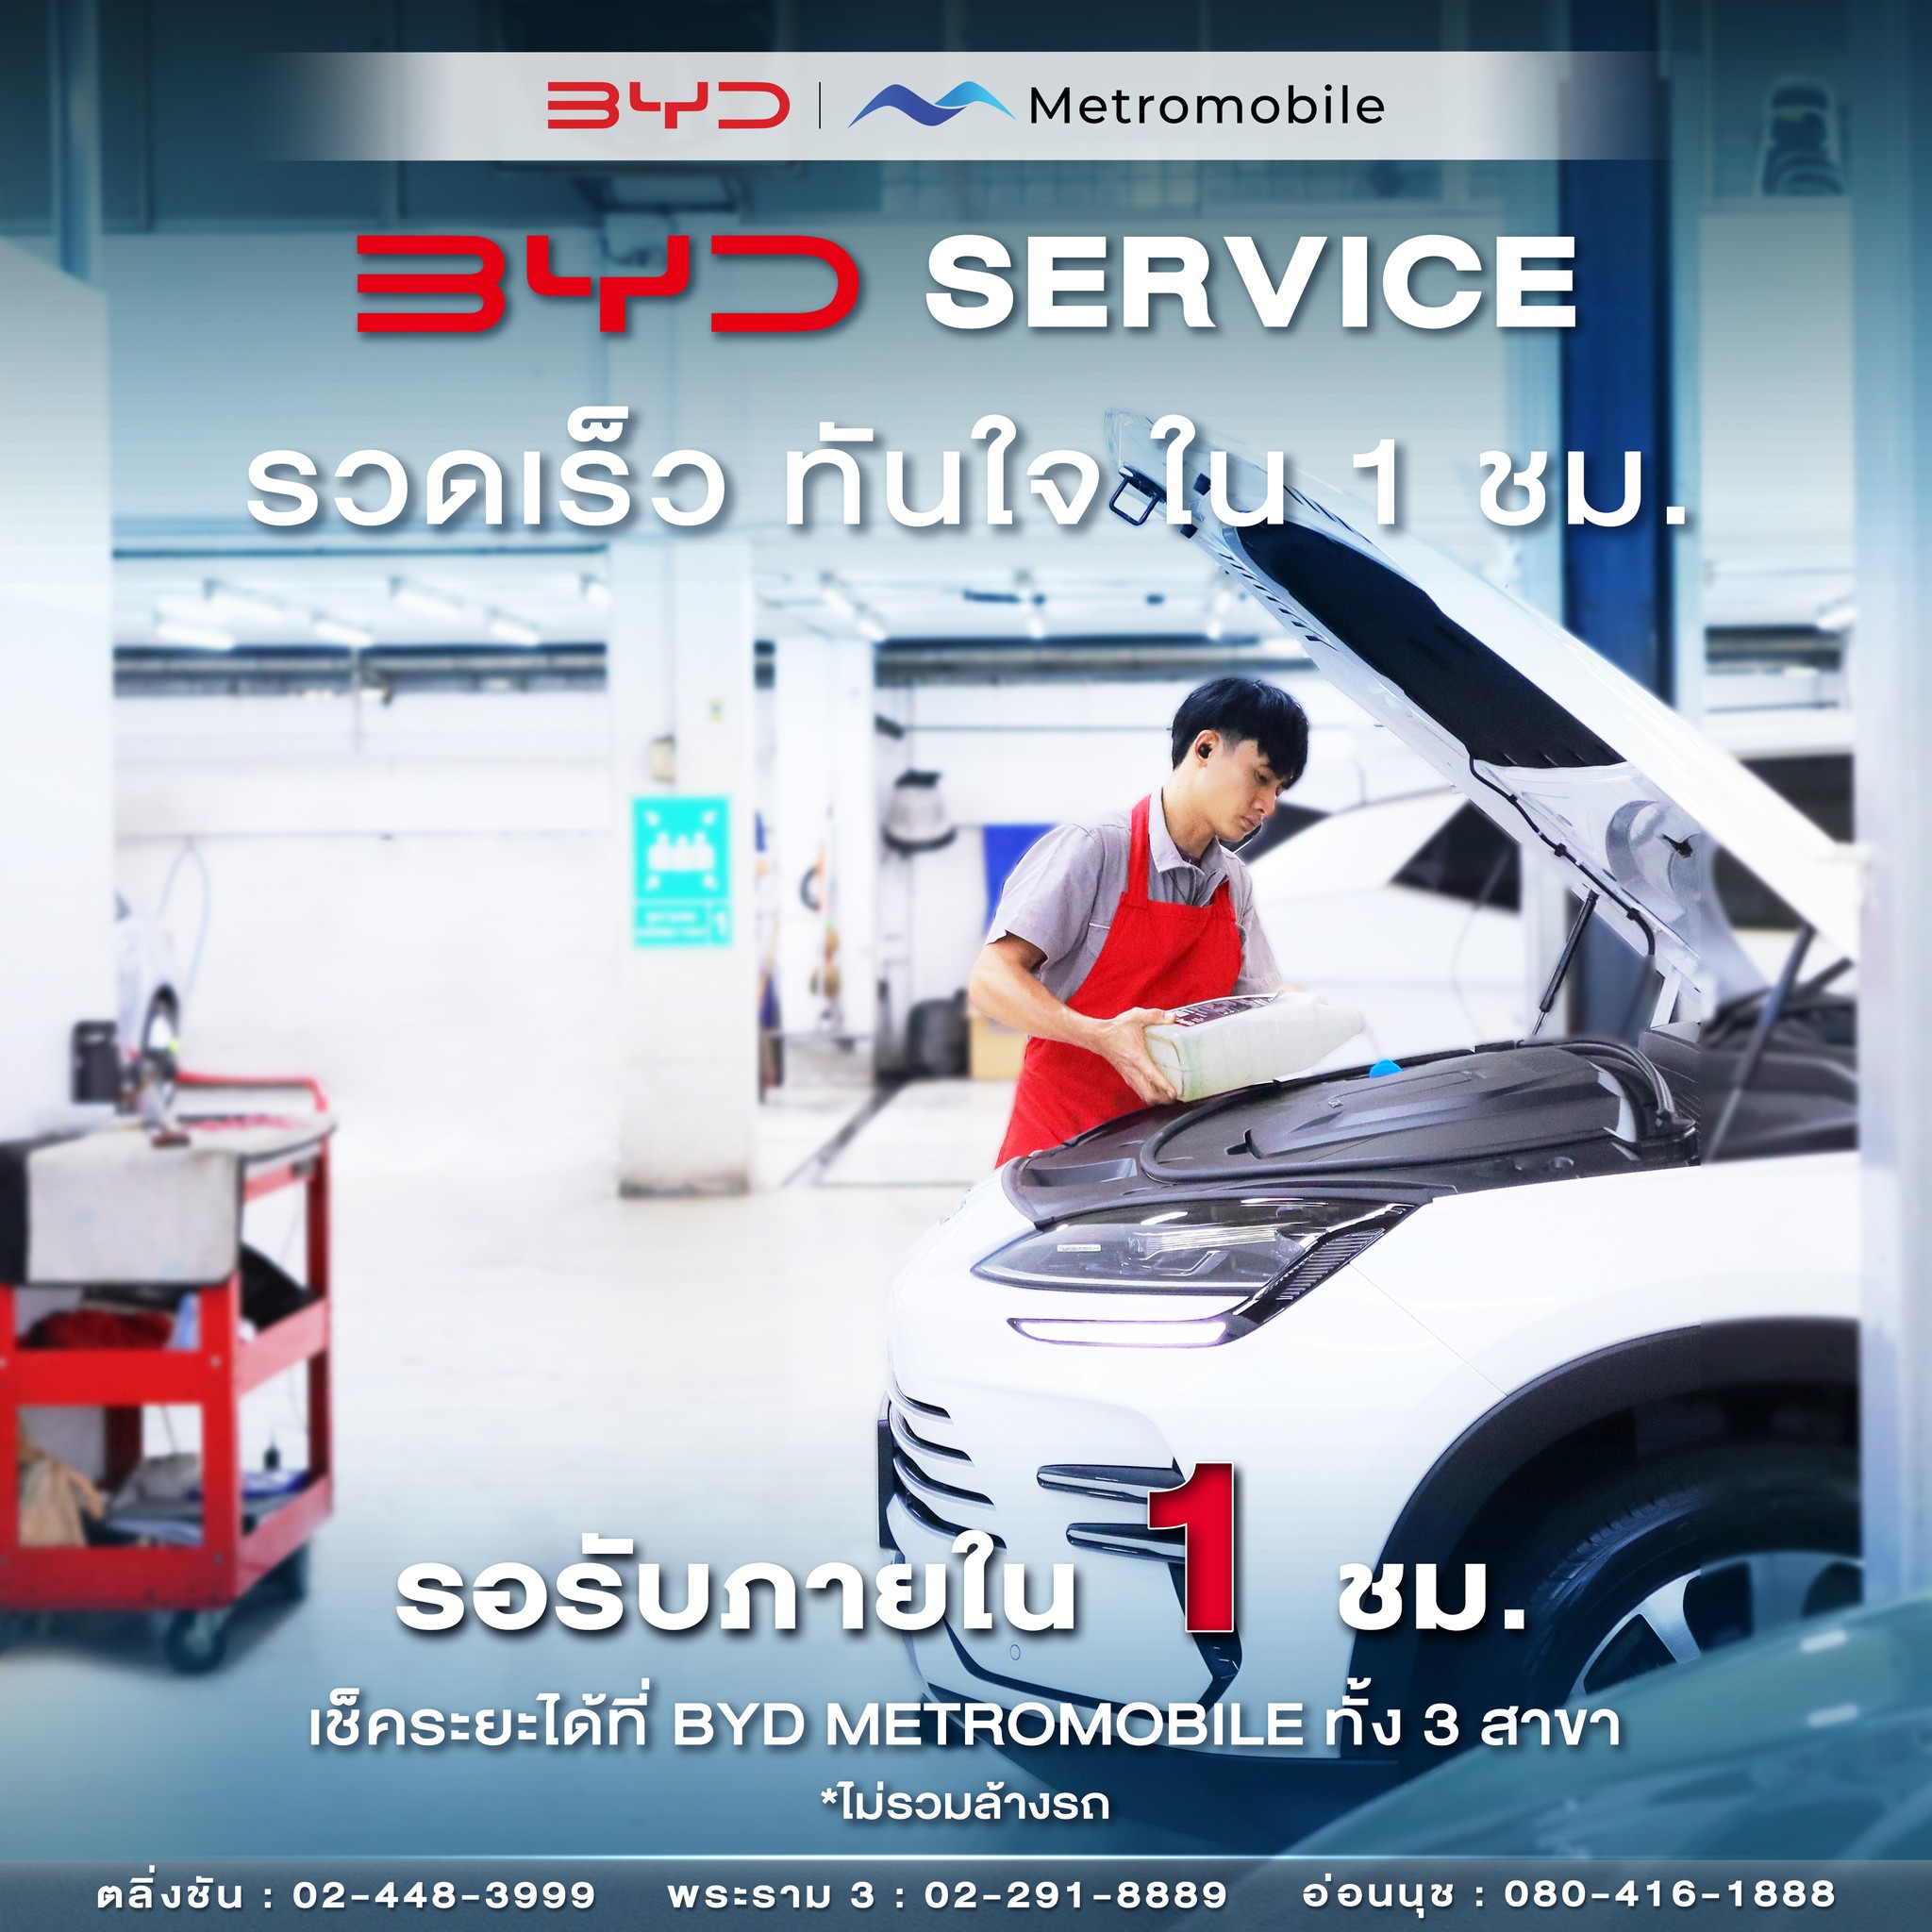 BYD | Metromobile
BYD SERVICE
รวดเร็ว ทันใจ ใน 1 ชม.
รอรับภายใน 1 ชม.
เช็คระยะได้ที่ BYD METROMOBILE ทั้ง 3 สาขา
*ไม่รวมล้างรถ
ตลิ่งชัน : 02-448-3999 พระราม 3 : 02-291-8889 อ่อนนุช : 080-416-1888